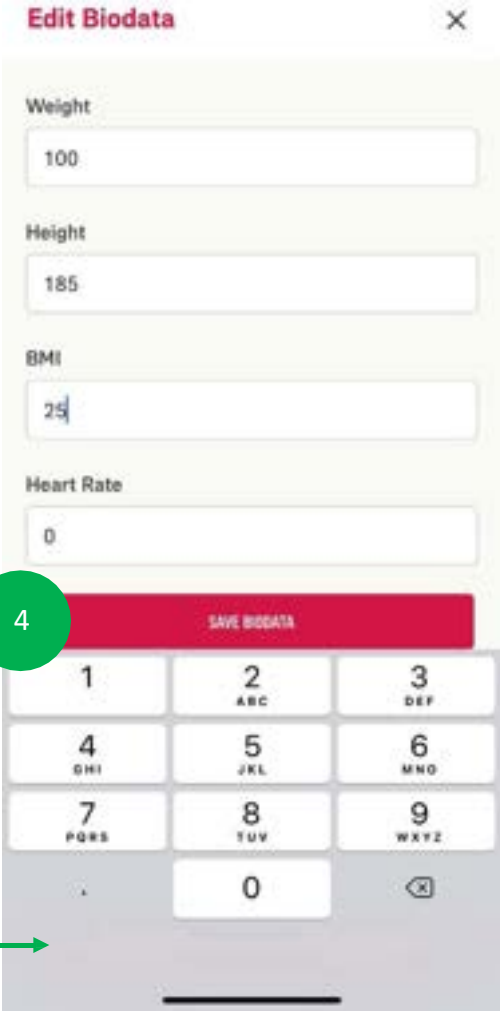 Edit Biodata
Weight
100
Height
185
BMI
25
Heart Rate
0
4
SAVE BIODATA
1
2
ABC
3
DEF
4
GHI
5
JKL
6
MNO
7
PQRS
8
TUV
9
WXYZ
.
0